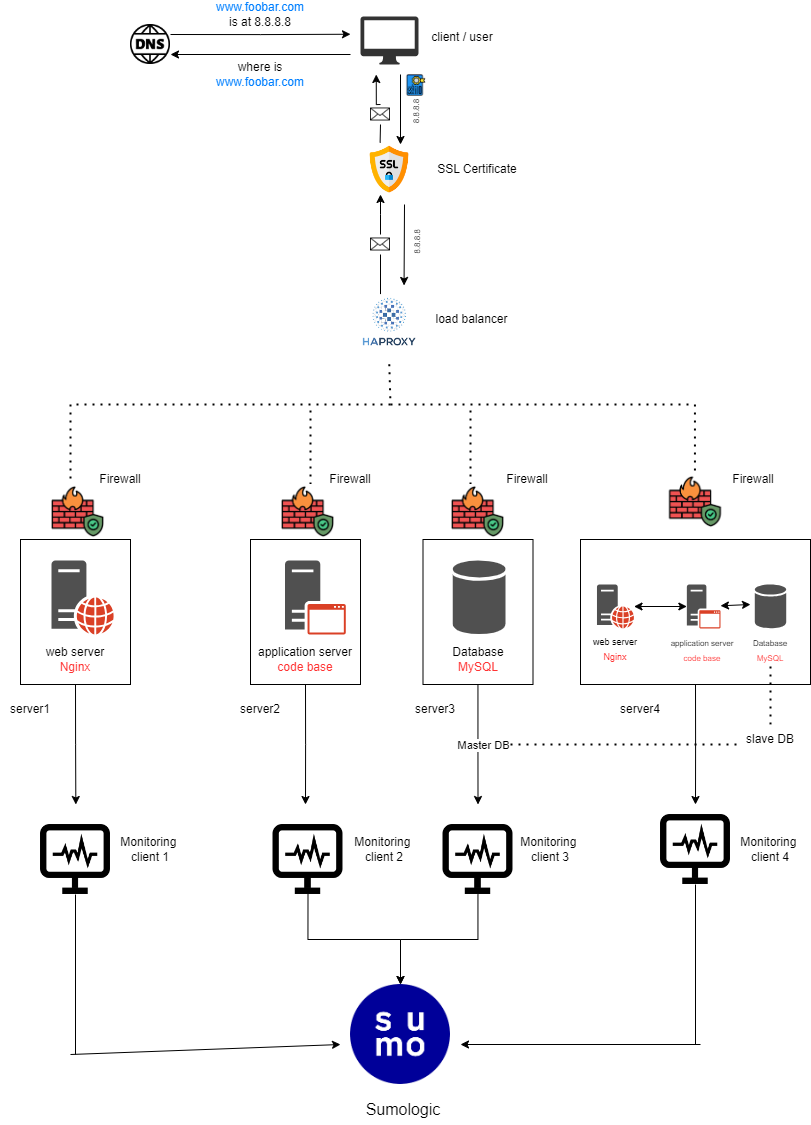 www.foobar.com
is at 8.8.8.8
DNS
client / user
where is
www.foobar.com
8.8.8.8
SSL
SSL Certificate
8.8.8.8
load balancer
HAPROXY
Firewall
Firewall
Firewall
Firewall
web server
Nginx
application server
code base
Database
MySQL
web server
Nginx
application server
code base
Database
MySQL
server1
server2
server3
server4
Master DB
slave DB
Monitoring
client 1
Monitoring
client 2
Monitoring
client 3
Monitoring
client 4
su
mo
Sumologic